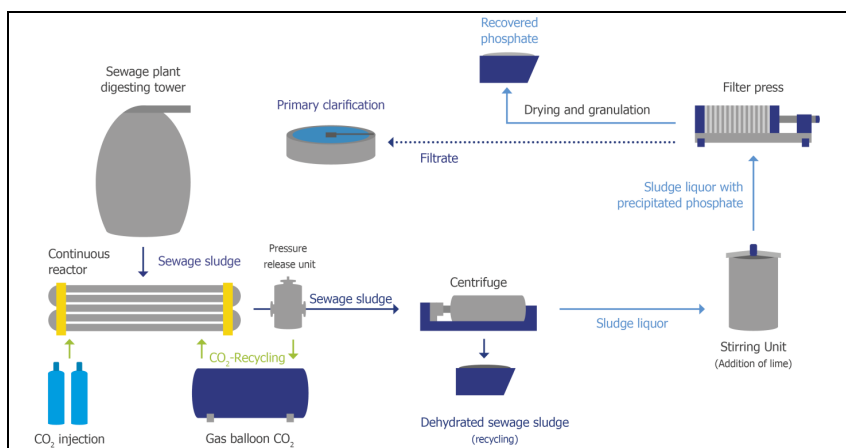 Recovered
phosphate
Sewage plant
digesting tower
Filter press
Primary clarification
Drying and granulation
Filtrate
Sludge liquor with
precipitated phosphate
Continuous
reactor
Sewage sludge
Pressure
release unit
Sewage sludge
Centrifuge
Sludge liquor
Stirring Unit
(Addition of lime)
CO₂-Recycling
Dehydrated sewage sludge
(recycling)
CO₂ injection
Gas balloon CO₂